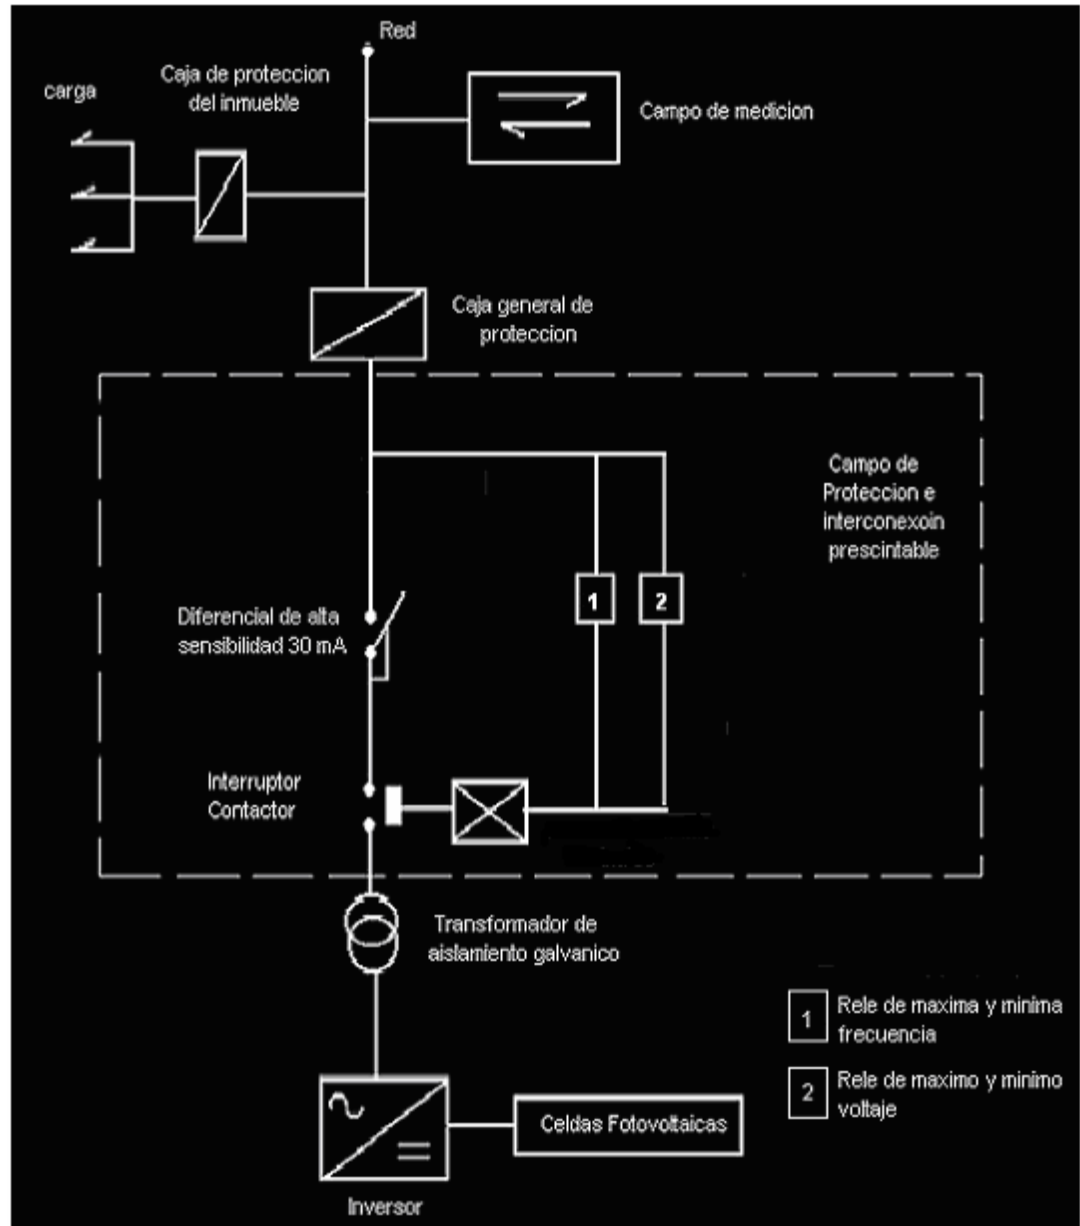 Red
Caja de proteccion
del inmueble
carga
Campo de medicion
Caja general de
proteccion
Campo de
Proteccion e
interconexoin
prescintable
1
2
Diferencial de alta
sensibilidad 30 mA
Interruptor
Contactor
Transformador de
aislamiento galvanico
1
Rele de maxima y minima
frecuencia
2
Rele de maximo y minimo
voltaje
Celdas Fotovoltaicas
Inversor